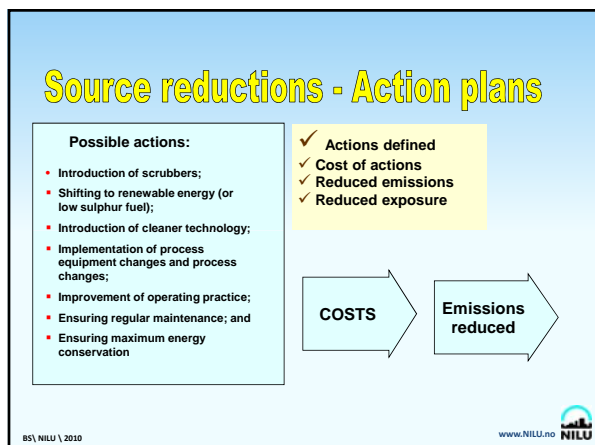 Source reductions - Action plans
Possible actions:
▪ Introduction of scrubbers;
▪ Shifting to renewable energy (or
low sulphur fuel);
▪ Introduction of cleaner technology;
▪ Implementation of process
equipment changes and process
changes;
▪ Improvement of operating practice;
▪ Ensuring regular maintenance; and
▪ Ensuring maximum energy
conservation
✓ Actions defined
✓ Cost of actions
✓ Reduced emissions
✓ Reduced exposure
COSTS
Emissions
reduced
BS\ NILU \ 2010
www.NILU.no
NILU